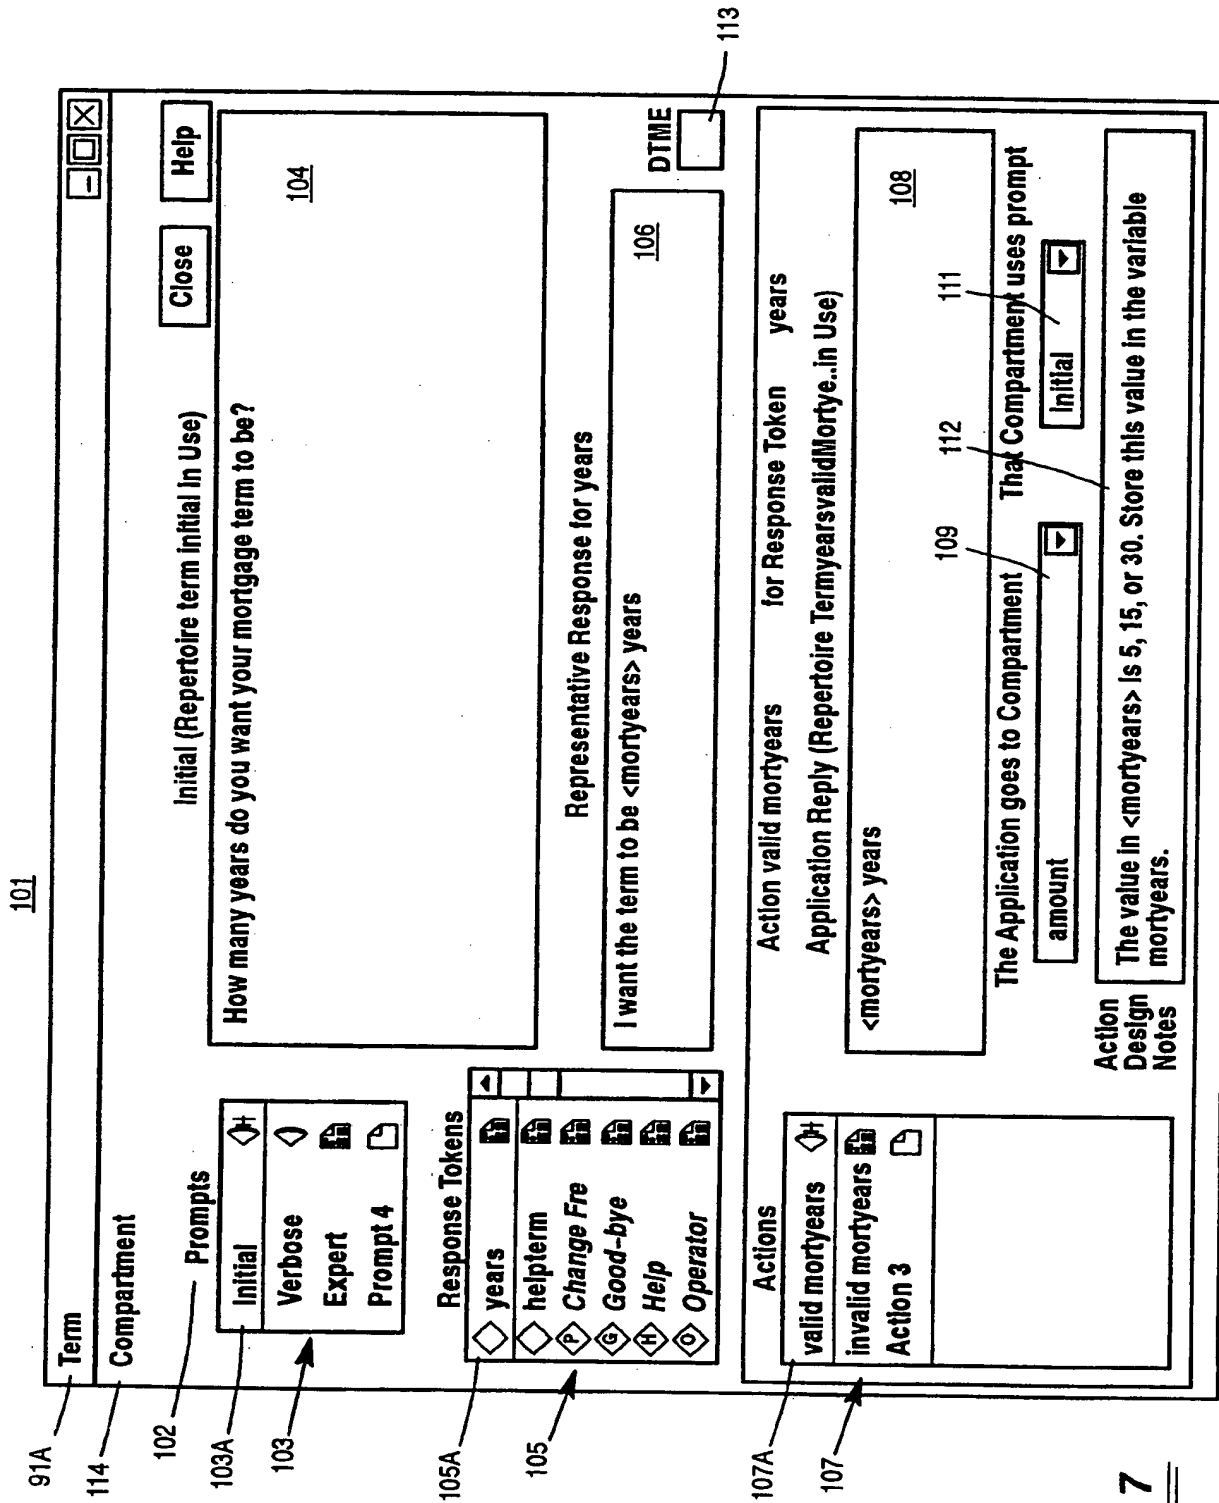 101
91A
Term
114
Compartment
Close
Help
102
Prompts
Initial (Repertoire term initial In Use)
103A
Initial
Verbose
Expert
Prompt 4
103
How many years do you want your mortgage term to be?
104
Response Tokens
Representative Response for years
DTME
113
105A
years
helpterm
P Change Fre
G Good-bye
H Help
O Operator
105
I want the term to be <mortyears> years
106
Actions
Action valid mortyears
for Response Token
years
107A
valid mortyears
invalid mortyears
Action 3
107
Application Reply (Repertoire TermyearsvalidMortye..in Use)
<mortyears> years
108
The Application goes to Compartment
That Compartment uses prompt
109
112
111
amount
Initial
Action
Design
Notes
The value in <mortyears> Is 5, 15, or 30. Store this value in the variable
mortyears.
7